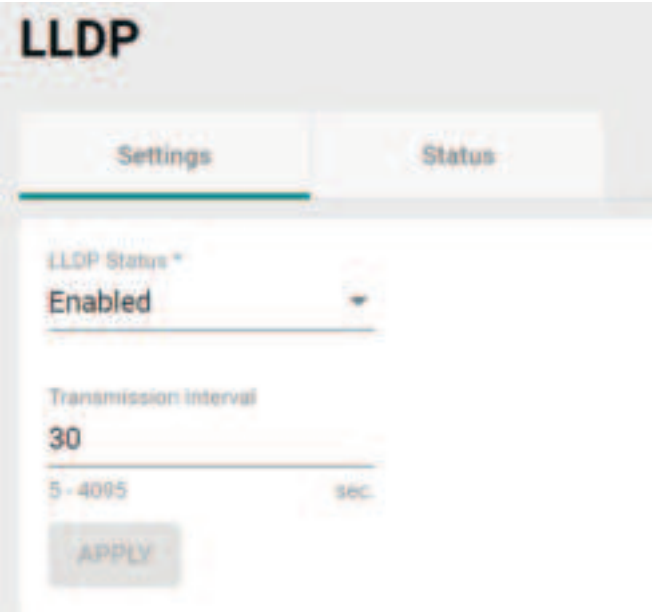 LLDP
Settings Status
LLDP Status *
Enabled
Transmission Interval
30
5 - 4095 sec.
APPLY